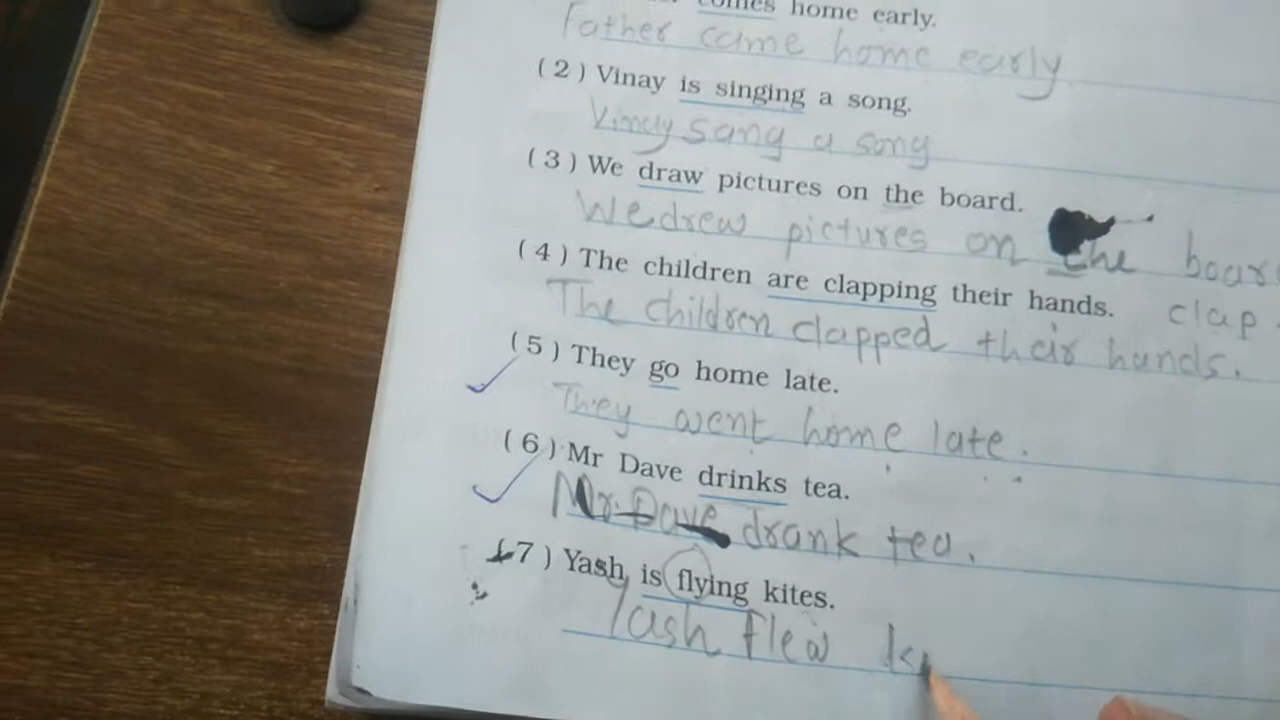 home early.
Father came home early
(2) Vinay is singing a song.
Vinay sang a song
(3) We draw pictures on the board.
We drew pictures on the
(4) The children are clapping their hands. clap
The children clapped their hands.
(5) They go home late.
They went home late.
(6) Mr Dave drinks tea.
Mr. Dave drank tea.
(7) Yash is flying kites.
Yash flew